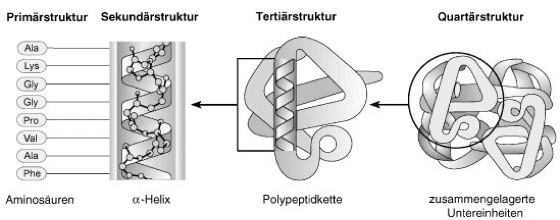 Primärstruktur
Sekundärstruktur
Tertiärstruktur
Quartärstruktur
Ala
Lys
Gly
Gly
Pro
Val
Ala
Phe
Aminosäuren
α-Helix
Polypeptidkette
zusammengelagerte
Untereinheiten